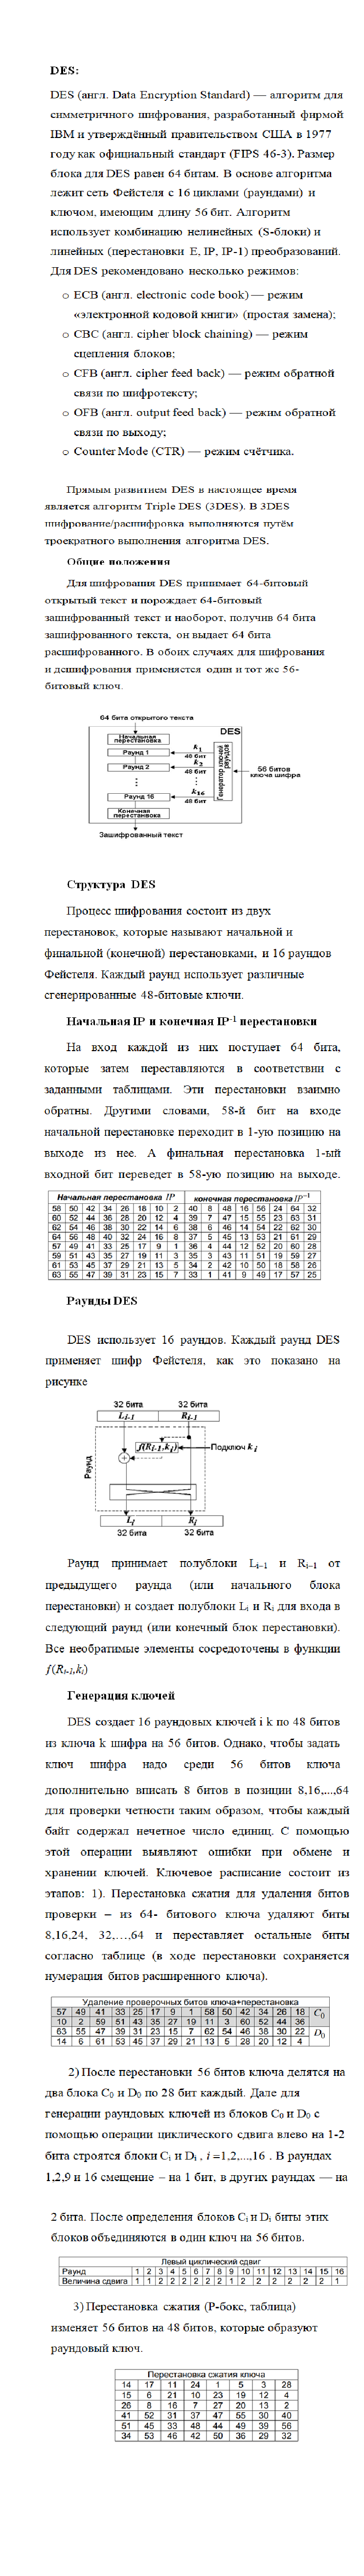 DES:
DES (англ. Data Encryption Standard) — алгоритм для
симметричного шифрования, разработанный фирмой
IBM и утверждённый правительством США в 1977
году как официальный стандарт (FIPS 46-3). Размер
блока для DES равен 64 битам. В основе алгоритма
лежит сеть Фейстеля с 16 циклами (раундами) и
ключом, имеющим длину 56 бит. Алгоритм
использует комбинацию нелинейных (S-блоки) и
линейных (перестановки E, IP, IP-1) преобразований.
Для DES рекомендовано несколько режимов:
o ECB (англ. electronic code book) — режим
«электронной кодовой книги» (простая замена);
o CBC (англ. cipher block chaining) — режим
сцепления блоков;
o CFB (англ. cipher feed back) — режим обратной
связи по шифротексту;
o OFB (англ. output feed back) — режим обратной
связи по выходу;
o Counter Mode (CTR) — режим счётчика.
Прямым развитием DES в настоящее время
является алгоритм Triple DES (3DES). В 3DES
шифрование/расшифровка выполняются путём
троекратного выполнения алгоритма DES.
Общие положения
Для шифрования DES принимает 64-битовый
открытый текст и порождает 64-битовый
зашифрованный текст и наоборот, получив 64 бита
зашифрованного текста, он выдает 64 бита
расшифрованного. В обоих случаях для шифрования
и дешифрования применяется один и тот же 56-
битовый ключ.
64 бита открытого текста
DES
Начальная
перестановка
Раунд 1
k1
48 бит
Раунд 2
k2
48 бит
Раунд 16
k16
48 бит
Генератор ключей
раундов
56 битов
ключа шифра
Конечная
перестановка
Зашифрованный текст
Структура DES
Процесс шифрования состоит из двух
перестановок, которые называют начальной и
финальной (конечной) перестановками, и 16 раундов
Фейстеля. Каждый раунд использует различные
сгенерированные 48-битовые ключи.
Начальная IP и конечная IP-1 перестановки
На вход каждой из них поступает 64 бита,
которые затем переставляются в соответствии с
заданными таблицами. Эти перестановки взаимно
обратны. Другими словами, 58-й бит на входе
начальной перестановке переходит в 1-ую позицию на
выходе из нее. А финальная перестановка 1-ый
входной бит переведет в 58-ую позицию на выходе.
Начальная перестановка IP конечная перестановка IP-1
58 50 42 34 26 18 10 2 40 8 48 16 56 24 64 32
60 52 44 36 28 20 12 4 39 7 47 15 55 23 63 31
62 54 46 38 30 22 14 6 38 6 46 14 54 22 62 30
64 56 48 40 32 24 16 8 37 5 45 13 53 21 61 29
57 49 41 33 25 17 9 1 36 4 44 12 52 20 60 28
59 51 43 35 27 19 11 3 35 3 43 11 51 19 59 27
61 53 45 37 29 21 13 5 34 2 42 10 50 18 58 26
63 55 47 39 31 23 15 7 33 1 41 9 49 17 57 25
Раунды DES
DES использует 16 раундов. Каждый раунд DES
применяет шифр Фейстеля, как это показано на
рисунке
32 бита 32 бита
Li-1 Ri-1
Раунд
f(Ri-1,ki)
Подключ ki
Li Ri
32 бита 32 бита
Раунд принимает полублоки Li–1 и Ri–1 от
предыдущего раунда (или начального блока
перестановки) и создает полублоки Li и Ri для входа в
следующий раунд (или конечный блок перестановки).
Все необратимые элементы сосредоточены в функции
f(Ri-1,ki)
Генерация ключей
DES создает 16 раундовых ключей i k по 48 битов
из ключа k шифра на 56 битов. Однако, чтобы задать
ключ шифра надо среди 56 битов ключа
дополнительно вписать 8 битов в позиции 8,16,...,64
для проверки четности таким образом, чтобы каждый
байт содержал нечетное число единиц. С помощью
этой операции выявляют ошибки при обмене и
хранении ключей. Ключевое расписание состоит из
этапов: 1). Перестановка сжатия для удаления битов
проверки – из 64- битового ключа удаляют биты
8,16,24, 32,…,64 и переставляет остальные биты
согласно таблице (в ходе перестановки сохраняется
нумерация битов расширенного ключа).
Удаление проверочных битов ключа+перестановка
57 49 41 33 25 17 9 1 58 50 42 34 26 18 C0
10 2 59 51 43 35 27 19 11 3 60 52 44 36
63 55 47 39 31 23 15 7 62 54 46 38 30 22 D0
14 6 61 53 45 37 29 21 13 5 28 20 12 4
2) После перестановки 56 битов ключа делятся на
два блока C0 и D0 по 28 бит каждый. Дале для
генерации раундовых ключей из блоков C0 и D0 с
помощью операции циклического сдвига влево на 1-2
бита строятся блоки Ci и Di , i =1,2,...,16 . В раундах
1,2,9 и 16 смещение – на 1 бит, в других раундах — на
2 бита. После определения блоков Ci и Di биты этих
блоков объединяются в один ключ на 56 битов.
Левый циклический сдвиг
Раунд 1 2 3 4 5 6 7 8 9 10 11 12 13 14 15 16
Величина сдвига 1 1 2 2 2 2 2 2 1 2 2 2 2 2 2 1
3) Перестановка сжатия (P-бокс, таблица)
изменяет 56 битов на 48 битов, которые образуют
раундовый ключ.
Перестановка сжатия ключа
14 17 11 24 1 5 3 28
15 6 21 10 23 19 12 4
26 8 16 7 27 20 13 2
41 52 31 37 47 55 30 40
51 45 33 48 44 49 39 56
34 53 46 42 50 36 29 32